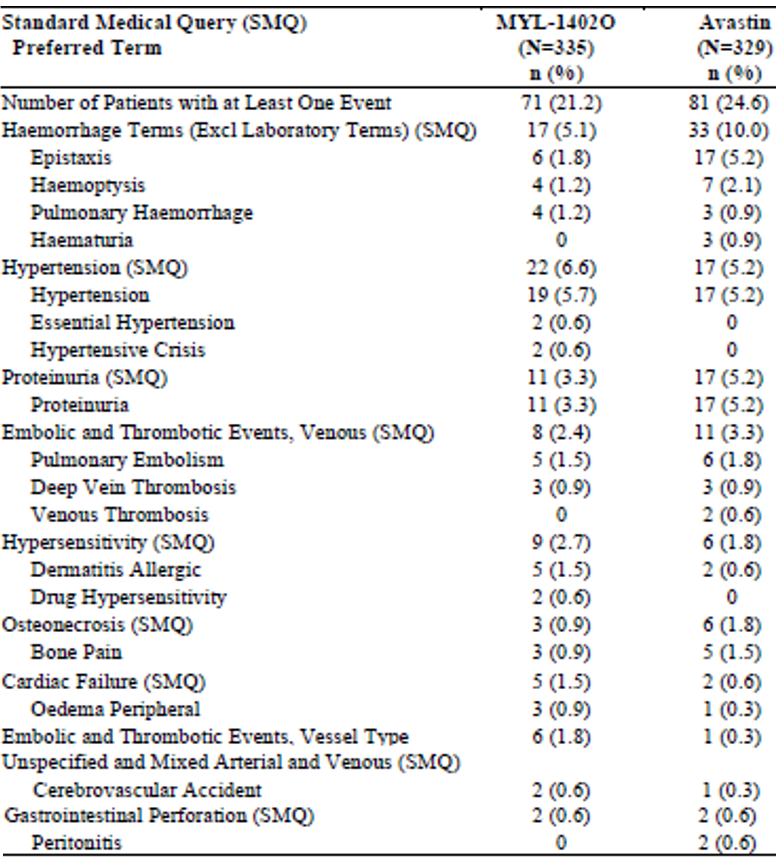 Standard Medical Query (SMQ) MYL-1402O Avastin
Preferred Term (N=335) (N=329)
n (%) n (%)
Number of Patients with at Least One Event 71 (21.2) 81 (24.6)
Haemorrhage Terms (Excl Laboratory Terms) (SMQ) 17 (5.1) 33 (10.0)
Epistaxis 6 (1.8) 17 (5.2)
Haemoptysis 4 (1.2) 7 (2.1)
Pulmonary Haemorrhage 4 (1.2) 3 (0.9)
Haematuria 0 3 (0.9)
Hypertension (SMQ) 22 (6.6) 17 (5.2)
Hypertension 19 (5.7) 17 (5.2)
Essential Hypertension 2 (0.6) 0
Hypertensive Crisis 2 (0.6) 0
Proteinuria (SMQ) 11 (3.3) 17 (5.2)
Proteinuria 11 (3.3) 17 (5.2)
Embolic and Thrombotic Events, Venous (SMQ) 8 (2.4) 11 (3.3)
Pulmonary Embolism 5 (1.5) 6 (1.8)
Deep Vein Thrombosis 3 (0.9) 3 (0.9)
Venous Thrombosis 0 2 (0.6)
Hypersensitivity (SMQ) 9 (2.7) 6 (1.8)
Dermatitis Allergic 5 (1.5) 2 (0.6)
Drug Hypersensitivity 2 (0.6) 0
Osteonecrosis (SMQ) 3 (0.9) 6 (1.8)
Bone Pain 3 (0.9) 5 (1.5)
Cardiac Failure (SMQ) 5 (1.5) 2 (0.6)
Oedema Peripheral 3 (0.9) 1 (0.3)
Embolic and Thrombotic Events, Vessel Type 6 (1.8) 1 (0.3)
Unspecified and Mixed Arterial and Venous (SMQ)
Cerebrovascular Accident 2 (0.6) 1 (0.3)
Gastrointestinal Perforation (SMQ) 2 (0.6) 2 (0.6)
Peritonitis 0 2 (0.6)